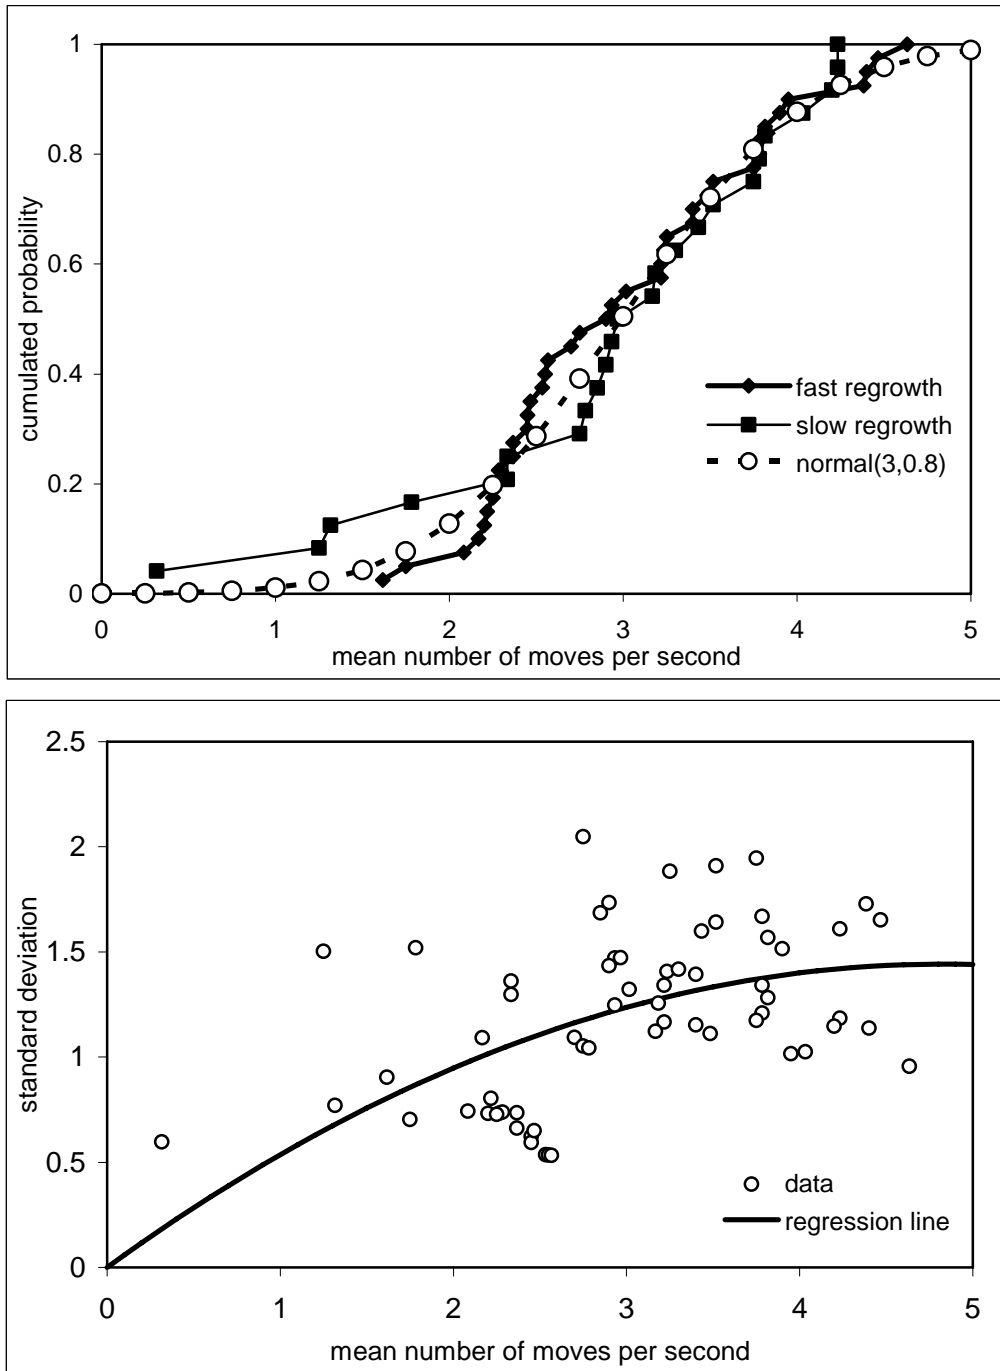 1
0.8
0.6
0.4
0.2
0
cumulated probability
fast regrowth
slow regrowth
normal(3,0.8)
0 1 2 3 4 5
mean number of moves per second
2.5
2
1.5
1
0.5
0
standard deviation
data
regression line
0 1 2 3 4 5
mean number of moves per second